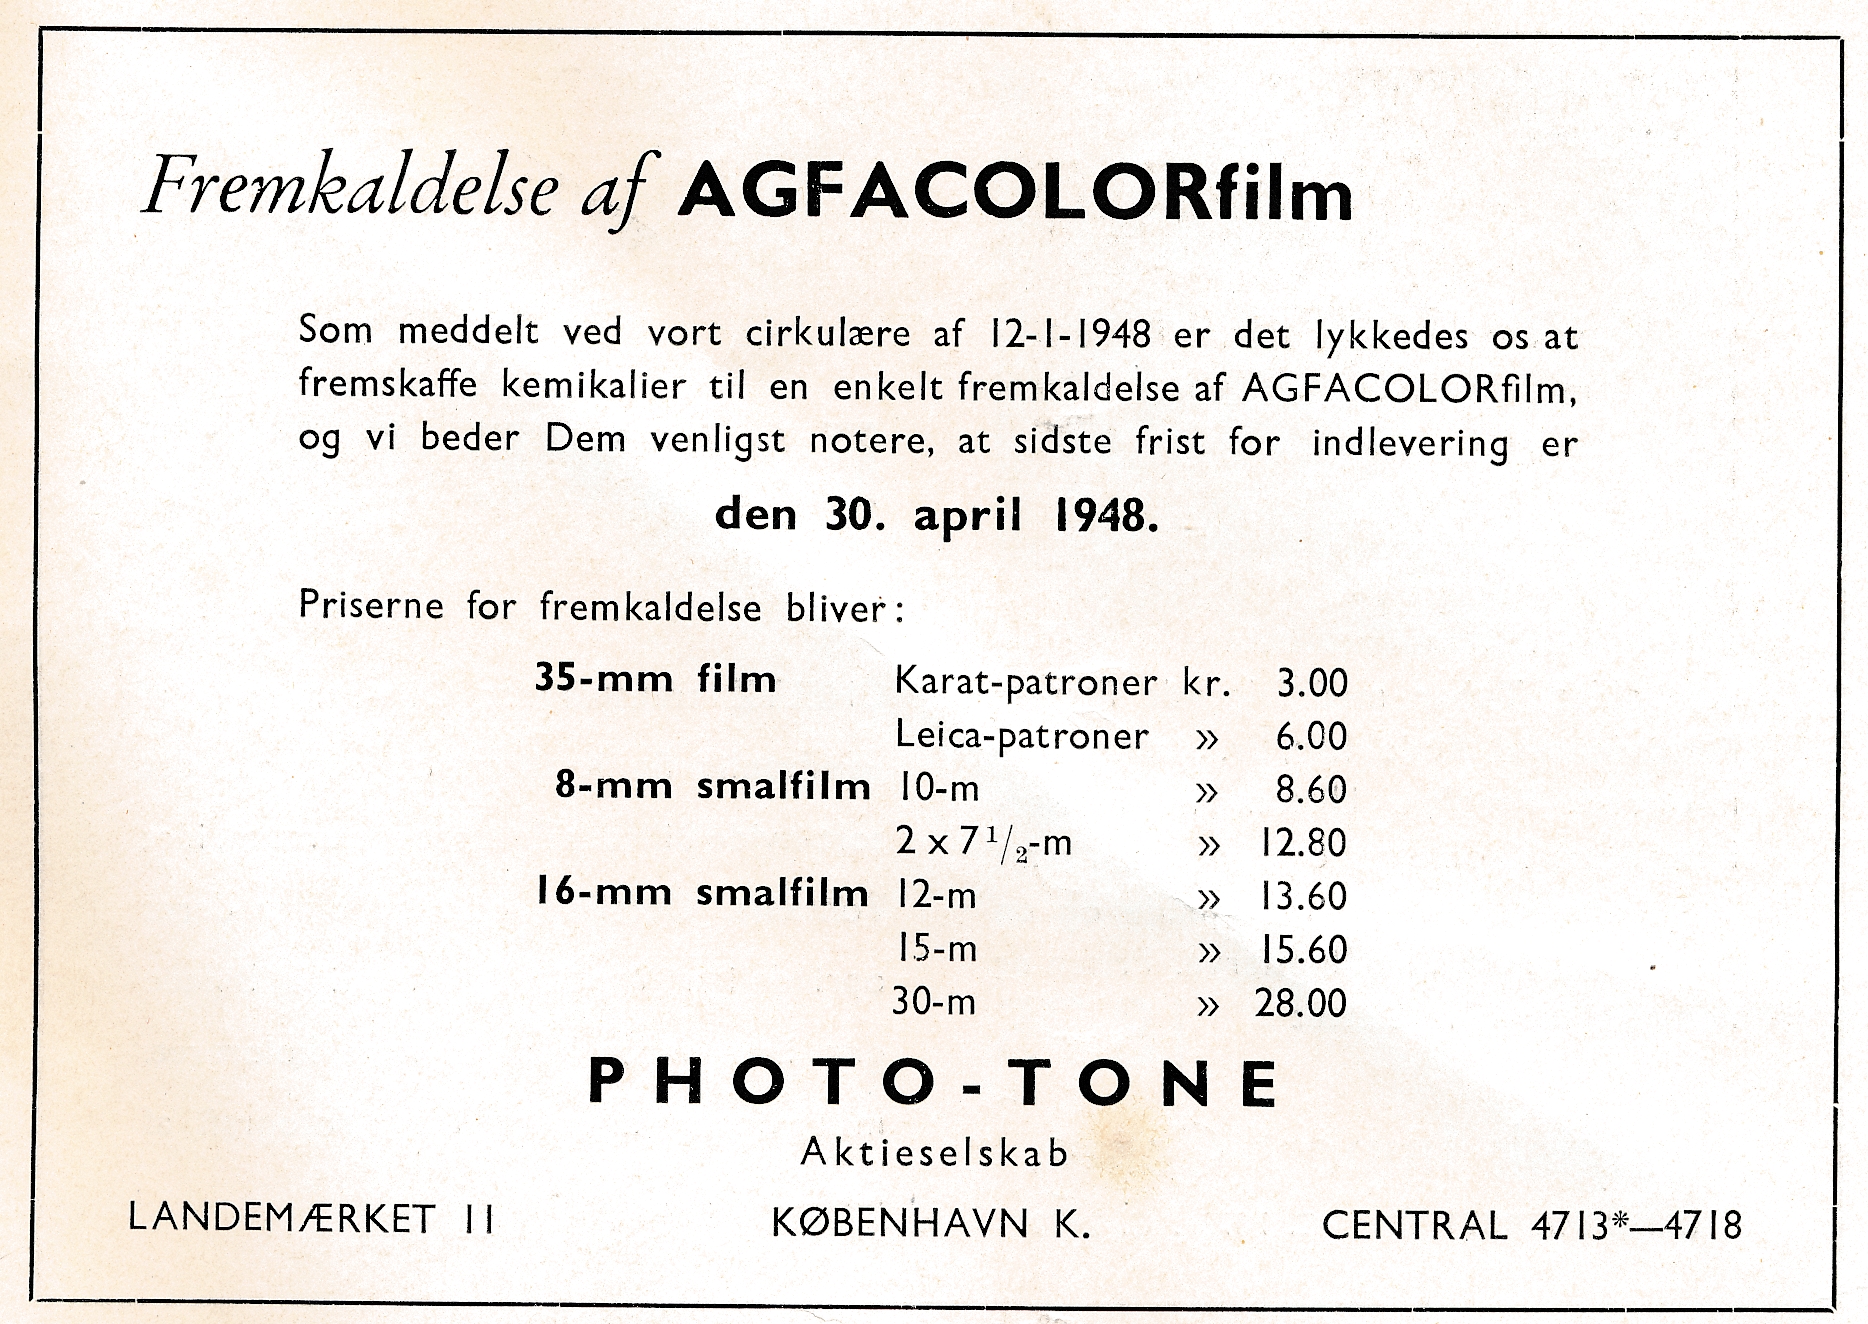 Fremkaldelse af AGFACOLORfilm
Som meddelt ved vort cirkulære af 12-1-1948 er det lykkedes os at
fremskaffe kemikalier til en enkelt fremkaldelse af AGFACOLORfilm,
og vi beder Dem venligst notere, at sidste frist for indlevering er
den 30. april 1948.
Priserne for fremkaldelse bliver:
35-mm film Karat-patroner kr. 3.00
Leica-patroner » 6.00
8-mm smalfilm 10-m » 8.60
2 x 7 1/2-m » 12.80
16-mm smalfilm 12-m » 13.60
15-m » 15.60
30-m » 28.00
PHOTO-TONE
Aktieselskab
LANDEMÆRKET 11 KØBENHAVN K. CENTRAL 4713*—4718